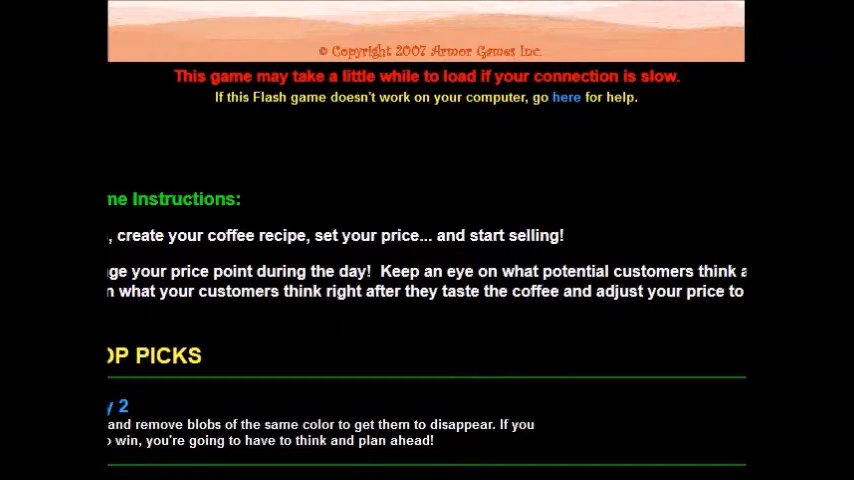 © Copyright 2007 Armor Games Inc.
This game may take a little while to load if your connection is slow.
If this Flash game doesn't work on your computer, go here for help.
me Instructions:
, create your coffee recipe, set your price... and start selling!
ge your price point during the day! Keep an eye on what potential customers think a
n what your customers think right after they taste the coffee and adjust your price to
OP PICKS
y 2
and remove blobs of the same color to get them to disappear. If you
o win, you're going to have to think and plan ahead!